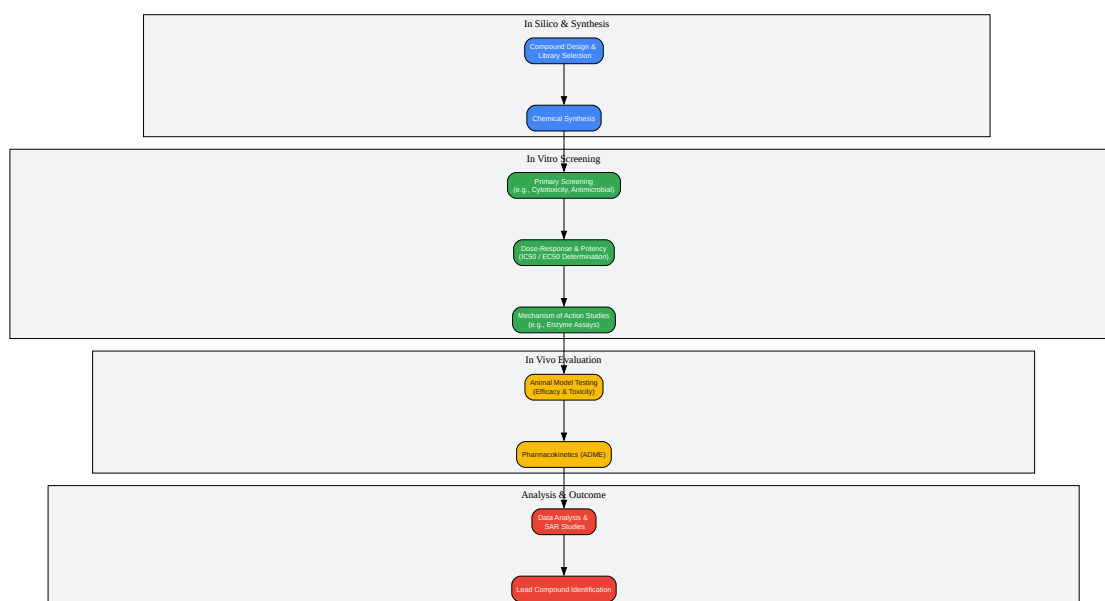 In Silico & Synthesis
Compound Design &
Library Selection
Chemical Synthesis
In Vitro Screening
Primary Screening
(e.g., Cytotoxicity, Antimicrobial)
Dose-Response & Potency
(IC50 / EC50 Determination)
Mechanism of Action Studies
(e.g., Enzyme Assays)
In Vivo Evaluation
Animal Model Testing
(Efficacy & Toxicity)
Pharmacokinetics (ADME)
Analysis & Outcome
Data Analysis &
SAR Studies
Lead Compound Identification